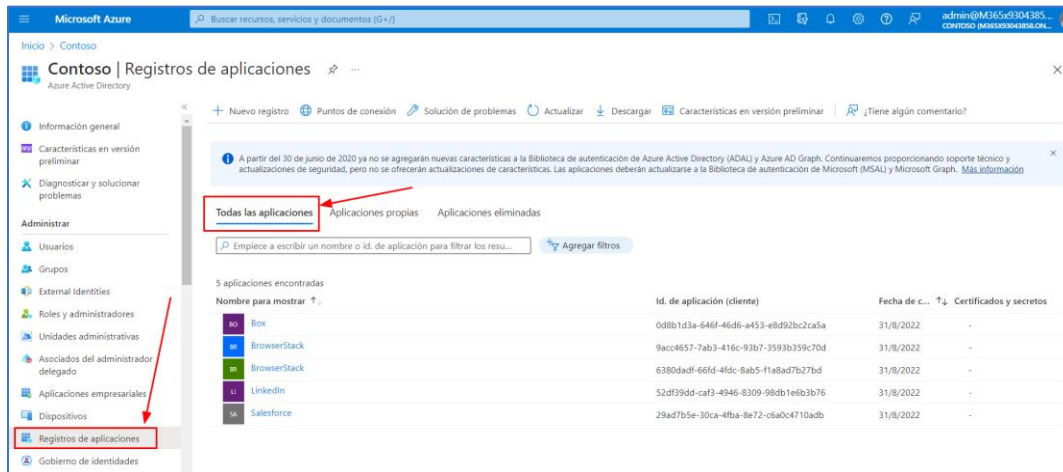 Microsoft Azure
Buscar recursos, servicios y documentos (G+/)
admin@M365x9304385...
CONTOSO (M365X93043858.ON...
Inicio > Contoso
Contoso | Registros de aplicaciones
Azure Active Directory
Nuevo registro Puntos de conexión Solución de problemas Actualizar Descargar Características en versión preliminar ¿Tiene algún comentario?
Información general
Características en versión
preliminar
Diagnosticar y solucionar
problemas
Administrar
Usuarios
Grupos
External Identities
Roles y administradores
Unidades administrativas
Asociados del administrador
delegado
Aplicaciones empresariales
Dispositivos
Registros de aplicaciones
Gobierno de identidades
A partir del 30 de junio de 2020 ya no se agregarán nuevas características a la Biblioteca de autenticación de Azure Active Directory (ADAL) y Azure AD Graph. Continuaremos proporcionando soporte técnico y
actualizaciones de seguridad, pero no se ofrecerán actualizaciones de características. Las aplicaciones deberán actualizarse a la Biblioteca de autenticación de Microsoft (MSAL) y Microsoft Graph. Más información
Todas las aplicaciones Aplicaciones propias Aplicaciones eliminadas
Empiece a escribir un nombre o id. de aplicación para filtrar los resu... Agregar filtros
5 aplicaciones encontradas
Nombre para mostrar Id. de aplicación (cliente) Fecha de c... Certificados y secretos
BO Box 0d8b1d3a-646f-46d6-a453-e8d92bc2ca5a 31/8/2022 -
BR BrowserStack 9acc4657-7ab3-416c-93b7-3593b359c70d 31/8/2022 -
BR BrowserStack 6380dadf-66fd-4fdc-8ab5-f1a8ad7b27bd 31/8/2022 -
LI LinkedIn 52df39dd-caf3-4946-8309-98db1e6b3b76 31/8/2022 -
SA Salesforce 29ad7b5e-30ca-4fba-8e72-c6a0c4710adb 31/8/2022 -